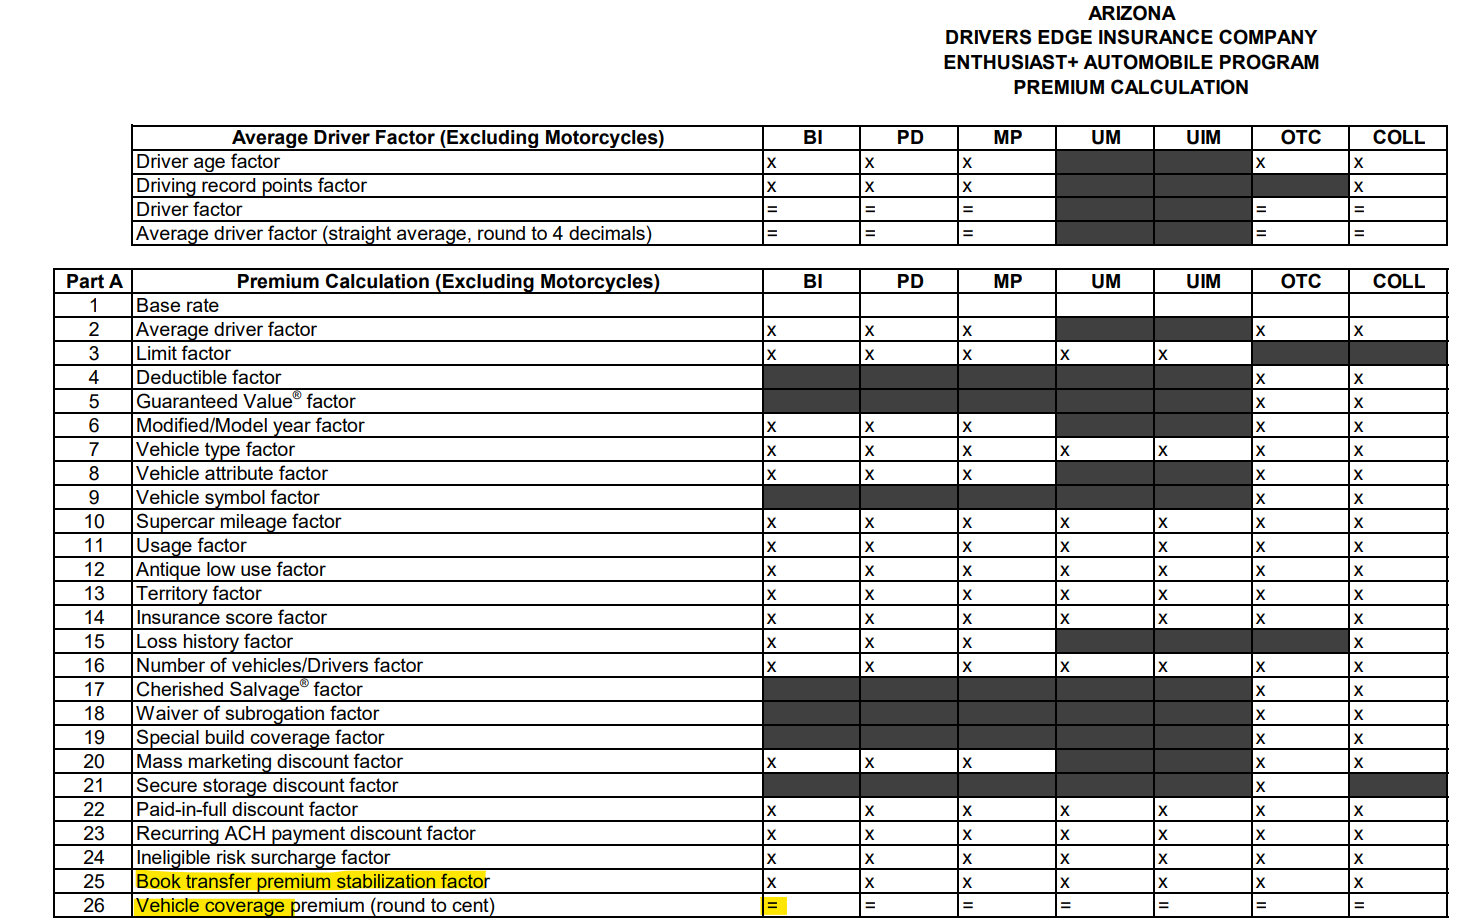 ARIZONA
DRIVERS EDGE INSURANCE COMPANY
ENTHUSIAST+ AUTOMOBILE PROGRAM
PREMIUM CALCULATION
Average Driver Factor (Excluding Motorcycles) BI PD MP UM UIM OTC COLL
Driver age factor x x x x x
Driving record points factor x x x x
Driver factor = = = = =
Average driver factor (straight average, round to 4 decimals) = = = = =
Part A Premium Calculation (Excluding Motorcycles) BI PD MP UM UIM OTC COLL
1 Base rate
2 Average driver factor x x x x x
3 Limit factor x x x x x
4 Deductible factor x x
5 Guaranteed Value® factor x x
6 Modified/Model year factor x x x x x
7 Vehicle type factor x x x x x x x
8 Vehicle attribute factor x x x x x
9 Vehicle symbol factor x x
10 Supercar mileage factor x x x x x x x
11 Usage factor x x x x x x x
12 Antique low use factor x x x x x x x
13 Territory factor x x x x x x x
14 Insurance score factor x x x x x x x
15 Loss history factor x x x x
16 Number of vehicles/Drivers factor x x x x x x x
17 Cherished Salvage® factor x x
18 Waiver of subrogation factor x x
19 Special build coverage factor x x
20 Mass marketing discount factor x x x x x
21 Secure storage discount factor x
22 Paid-in-full discount factor x x x x x x x
23 Recurring ACH payment discount factor x x x x x x x
24 Ineligible risk surcharge factor x x x x x x x
25 Book transfer premium stabilization factor x x x x x x x
26 Vehicle coverage premium (round to cent) = = = = = = =